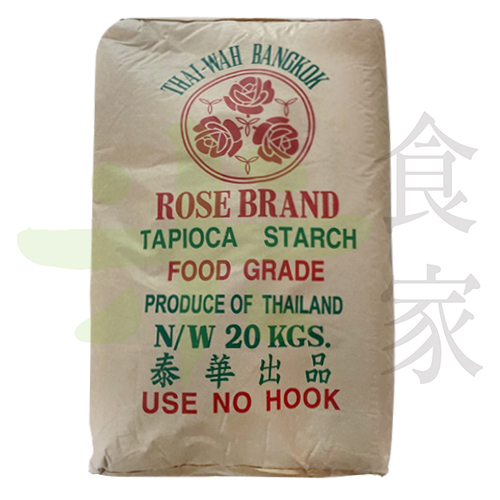 THAI-WAH BANGKOK
ROSE BRAND
TAPIOCA STARCH
FOOD GRADE
PRODUCE OF THAILAND
N/W 20 KGS.
泰華出品
USE NO HOOK
食家